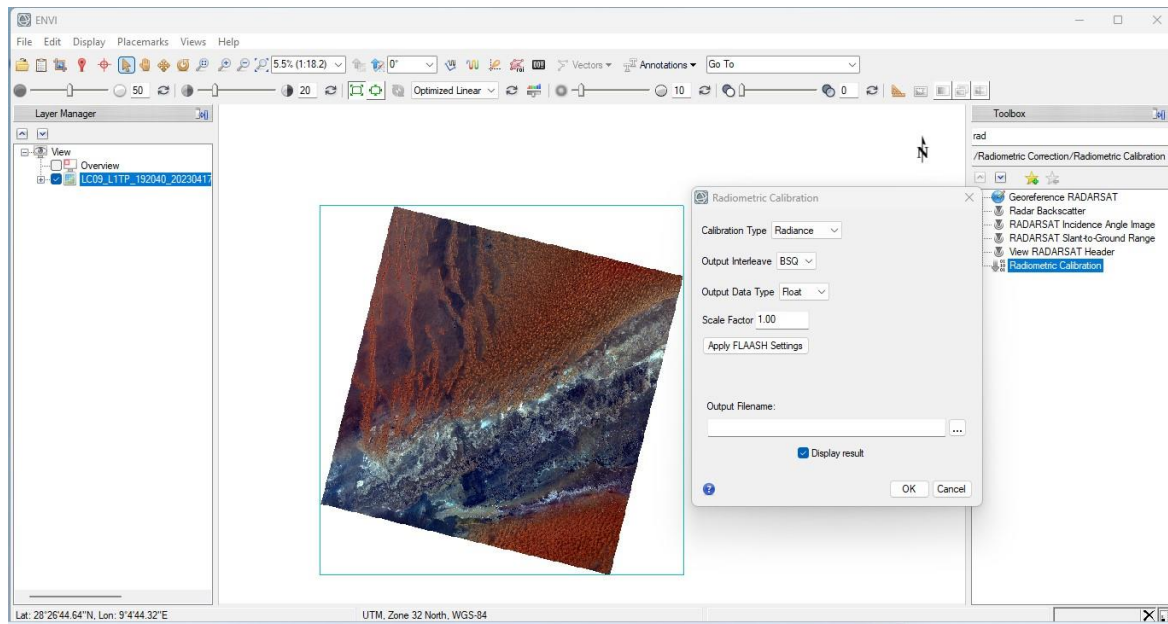 ENVI
File Edit Display Placemarks Views Help
5.5% (1:18.2) 0° Vectors Annotations Go To
50 20 Optimized Linear 10 0
Layer Manager
View
Overview
LC09_L1TP_192040_20230417
N
Radiometric Calibration
Calibration Type Radiance
Output Interleave BSQ
Output Data Type Float
Scale Factor 1.00
Apply FLAASH Settings
Output Filename:
...
Display result
OK Cancel
Toolbox
rad
/Radiometric Correction/Radiometric Calibration
Georeference RADARSAT
Radar Backscatter
RADARSAT Incidence Angle Image
RADARSAT Slant-to-Ground Range
View RADARSAT Header
Radiometric Calibration
Lat: 28°26'44.64"N, Lon: 9°4'44.32"E UTM, Zone 32 North, WGS-84